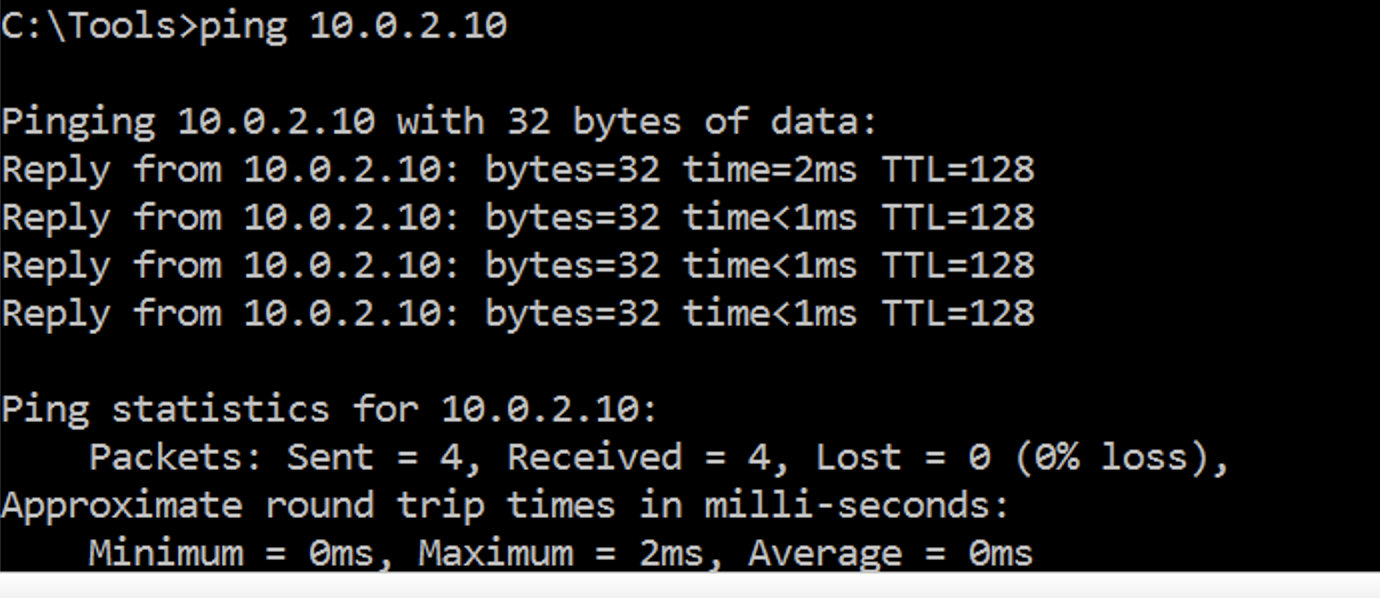 C:\Tools>ping 10.0.2.10
Pinging 10.0.2.10 with 32 bytes of data:
Reply from 10.0.2.10: bytes=32 time=2ms TTL=128
Reply from 10.0.2.10: bytes=32 time<1ms TTL=128
Reply from 10.0.2.10: bytes=32 time<1ms TTL=128
Reply from 10.0.2.10: bytes=32 time<1ms TTL=128
Ping statistics for 10.0.2.10:
    Packets: Sent = 4, Received = 4, Lost = 0 (0% loss),
Approximate round trip times in milli-seconds:
    Minimum = 0ms, Maximum = 2ms, Average = 0ms